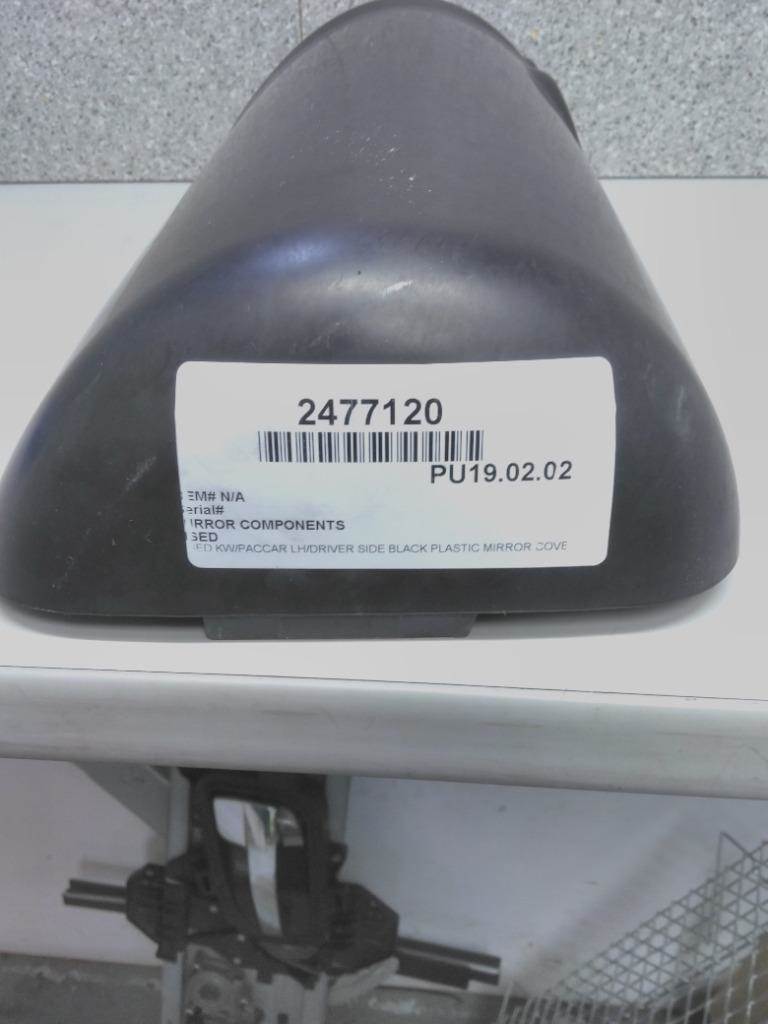 2477120
PU19.02.02
EM# N/A
erial#
IRROR COMPONENTS
SED
ED KW/PACCAR LH/DRIVER SIDE BLACK PLASTIC MIRROR COVE